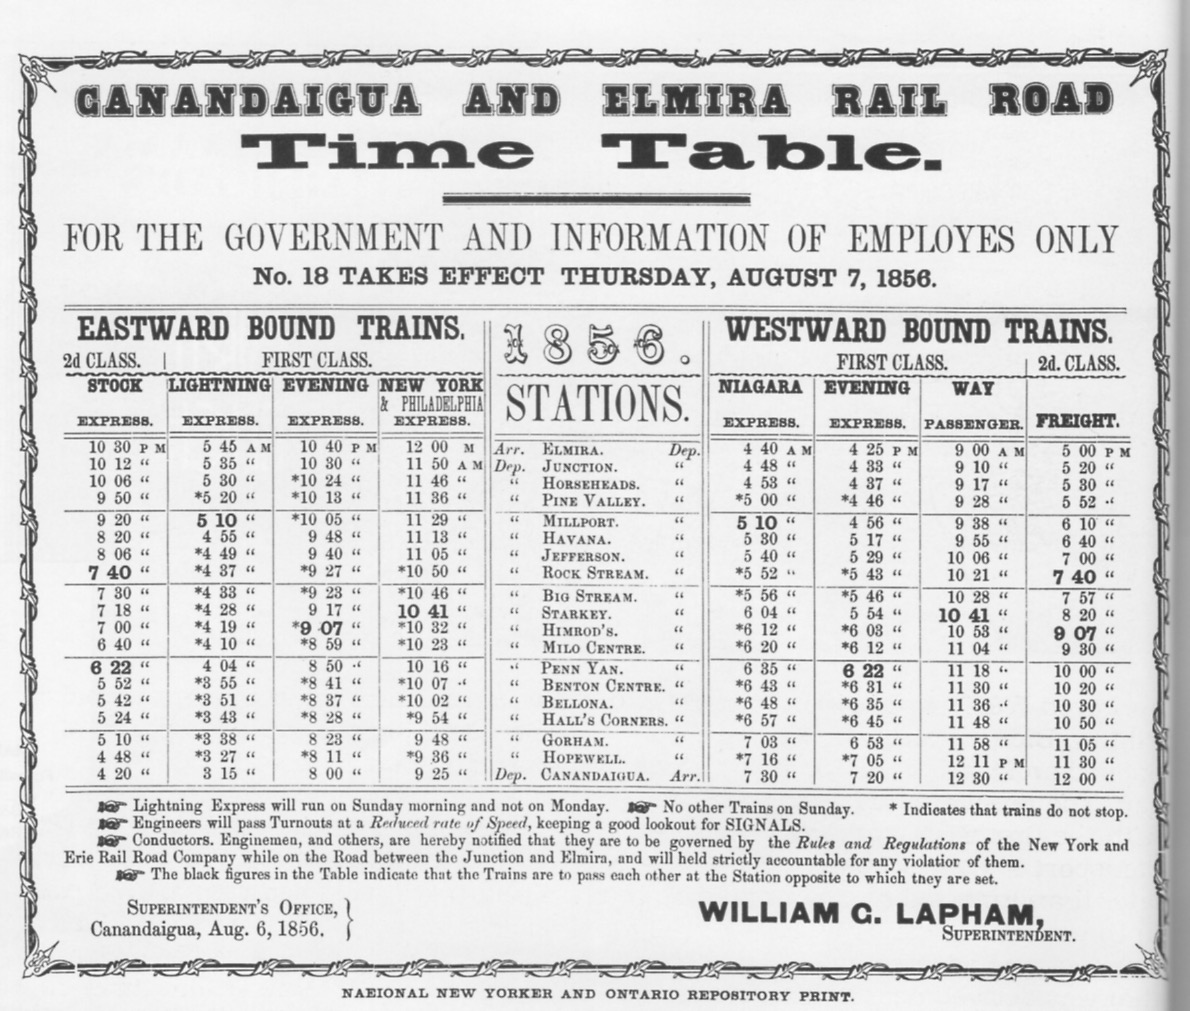 CANANDAIGUA AND ELMIRA RAIL ROAD
Time Table.
FOR THE GOVERNMENT AND INFORMATION OF EMPLOYES ONLY
No. 18 TAKES EFFECT THURSDAY, AUGUST 7, 1856.
EASTWARD BOUND TRAINS. 1856. WESTWARD BOUND TRAINS.
2d CLASS. | FIRST CLASS. FIRST CLASS. | 2d. CLASS.
STOCK EXPRESS. LIGHTNING EXPRESS. EVENING EXPRESS. NEW YORK & PHILADELPHIA EXPRESS. STATIONS. NIAGARA EXPRESS. EVENING EXPRESS. WAY PASSENGER. FREIGHT.
10 30 P M 5 45 A M 10 40 P M 12 00 M Arr. ELMIRA. Dep. 4 40 A M 4 25 P M 9 00 A M 5 00 P M
10 12 “ 5 35 “ 10 30 “ 11 50 A M Dep. JUNCTION. “ 4 48 “ 4 33 “ 9 10 “ 5 20 “
10 06 “ 5 30 “ *10 24 “ 11 46 “ “ HORSEHEADS. “ 4 53 “ 4 37 “ 9 17 “ 5 30 “
9 50 “ *5 20 “ *10 13 “ 11 36 “ “ PINE VALLEY. “ *5 00 “ *4 46 “ 9 28 “ 5 52 “
9 20 “ 5 10 “ *10 05 “ 11 29 “ “ MILLPORT. “ 5 10 “ 4 56 “ 9 38 “ 6 10 “
8 20 “ 4 55 “ 9 48 “ 11 13 “ “ HAVANA. “ 5 30 “ 5 17 “ 9 55 “ 6 40 “
8 06 “ *4 49 “ 9 40 “ 11 05 “ “ JEFFERSON. “ 5 40 “ 5 29 “ 10 06 “ 7 00 “
7 40 “ *4 37 “ *9 27 “ *10 50 “ “ ROCK STREAM. “ *5 52 “ *5 43 “ 10 21 “ 7 40 “
7 30 “ *4 33 “ *9 23 “ *10 46 “ “ BIG STREAM. “ *5 56 “ *5 46 “ 10 28 “ 7 57 “
7 18 “ *4 28 “ 9 17 “ 10 41 “ “ STARKEY. “ 6 04 “ 5 54 “ 10 41 “ 8 20 “
7 00 “ *4 19 “ *9 07 “ *10 32 “ “ HIMROD'S. “ *6 12 “ *6 03 “ 10 53 “ 9 07 “
6 40 “ *4 10 “ *8 59 “ *10 23 “ “ MILO CENTRE. “ *6 20 “ *6 12 “ 11 04 “ 9 30 “
6 22 “ 4 04 “ 8 50 “ 10 16 “ “ PENN YAN. “ 6 35 “ 6 22 “ 11 18 “ 10 00 “
5 52 “ *3 55 “ *8 41 “ *10 07 “ “ BENTON CENTRE. “ *6 43 “ *6 31 “ 11 30 “ 10 20 “
5 42 “ *3 51 “ *8 37 “ *10 02 “ “ BELLONA. “ *6 48 “ *6 35 “ 11 36 “ 10 30 “
5 24 “ *3 43 “ *8 28 “ *9 54 “ “ HALL'S CORNERS. “ *6 57 “ *6 45 “ 11 48 “ 10 50 “
5 10 “ *3 38 “ 8 23 “ 9 48 “ “ GORHAM. “ 7 03 “ 6 53 “ 11 58 “ 11 05 “
4 48 “ *3 27 “ *8 11 “ *9 36 “ “ HOPEWELL. “ *7 16 “ *7 05 “ 12 11 P M 11 30 “
4 20 “ 3 15 “ 8 00 “ 9 25 “ Dep. CANANDAIGUA. Arr. 7 30 “ 7 20 “ 12 30 “ 12 00 “
☞ Lightning Express will run on Sunday morning and not on Monday. ☞ No other Trains on Sunday. * Indicates that trains do not stop.
☞ Engineers will pass Turnouts at a Reduced rate of Speed, keeping a good lookout for SIGNALS.
☞ Conductors. Enginemen, and others, are hereby notified that they are to be governed by the Rules and Regulations of the New York and
Erie Rail Road Company while on the Road between the Junction and Elmira, and will held strictly accountable for any violatior of them.
☞ The black figures in the Table indicate that the Trains are to pass each other at the Station opposite to which tney are set.
SUPERINTENDENT'S OFFICE,
Canandaigua, Aug. 6, 1856. }
WILLIAM G. LAPHAM,
SUPERINTENDENT.
NAEIONAL NEW YORKER AND ONTARIO REPOSITORY PRINT.